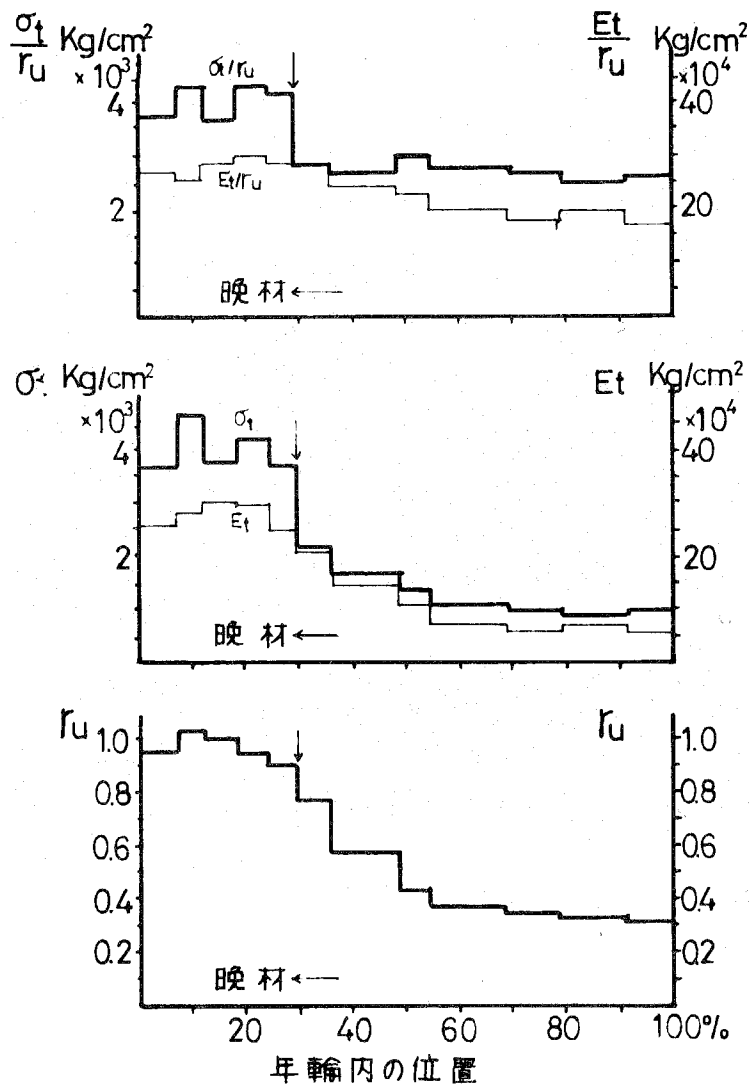 σt/ru Kg/cm² ×10³ Et/ru Kg/cm² ×10⁴
σt/ru
4 40
Et/ru
2 20
晩材←
σ Kg/cm² ×10³ Et Kg/cm² ×10⁴
σt
4 40
Et
2 20
晩材←
ru ru
1.0 1.0
0.8 0.8
0.6 0.6
0.4 0.4
0.2 0.2
晩材←
20 40 60 80 100%
年輪内の位置